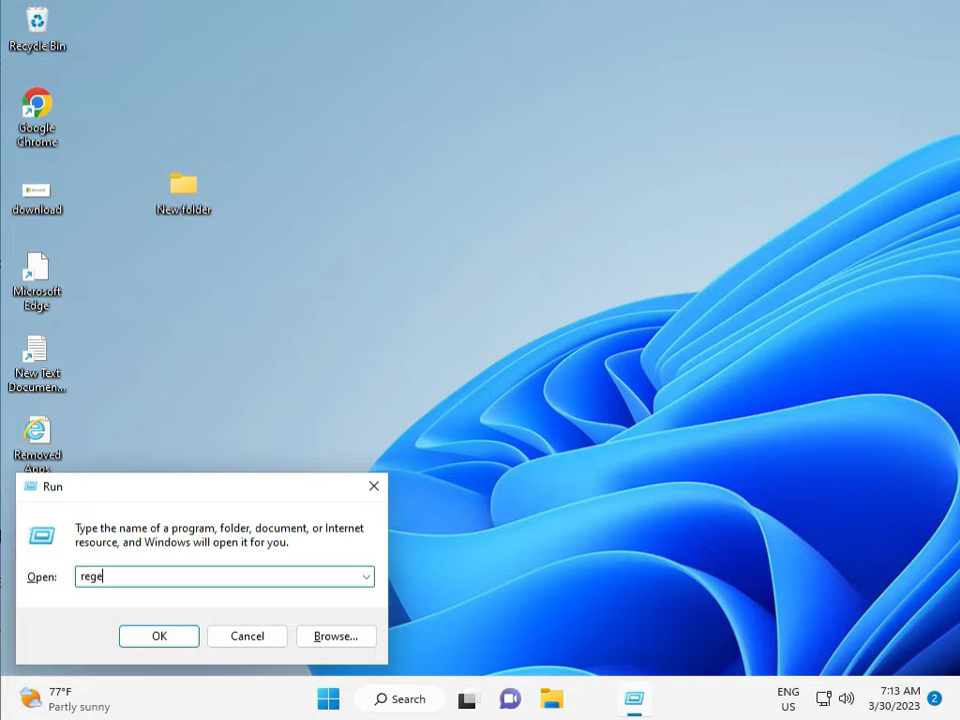 Recycle Bin
Google
Chrome
download
New folder
Microsoft
Edge
New Text
Documen...
Removed
Apps
Run
Type the name of a program, folder, document, or Internet
resource, and Windows will open it for you.
Open: rege
OK Cancel Browse...
77°F
Partly sunny
Search
ENG
US
7:13 AM
3/30/2023
2